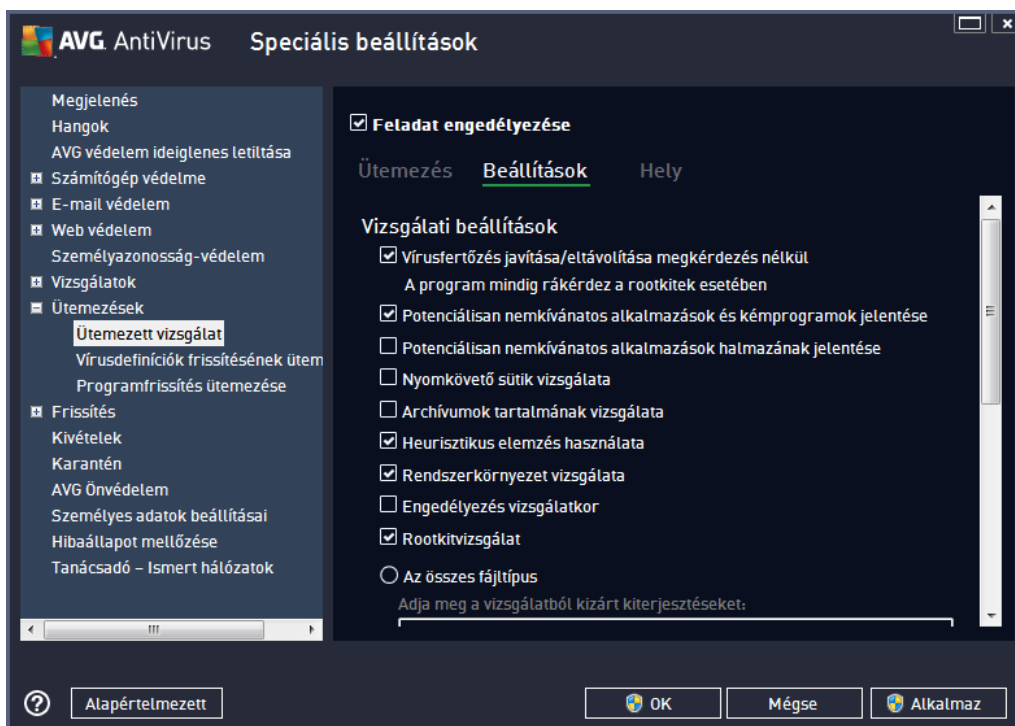 AVG. AntiVirus
Speciális beállítások
Megjelenés
Hangok
AVG védelem ideiglenes letiltása
Számítógép védelme
E-mail védelem
Web védelem
Személyazonosság-védelem
Vizsgálatok
Ütemezések
Ütemezett vizsgálat
Vírusdefiníciók frissítésének ütem
Programfrissítés ütemezése
Frissítés
Kivételek
Karantén
AVG Önvédelem
Személyes adatok beállításai
Hibaállapot mellőzése
Tanácsadó – Ismert hálózatok
Feladat engedélyezése
Ütemezés Beállítások Hely
Vizsgálati beállítások
Vírusfertőzés javítása/eltávolítása megkérdezés nélkül
A program mindig rákérdez a rootkitek esetében
Potenciálisan nemkívánatos alkalmazások és kémprogramok jelentése
Potenciálisan nemkívánatos alkalmazások halmazának jelentése
Nyomkövető sütik vizsgálata
Archívumok tartalmának vizsgálata
Heurisztikus elemzés használata
Rendszerkörnyezet vizsgálata
Engedélyezés vizsgálatkor
Rootkitvizsgálat
Az összes fájltípus
Adja meg a vizsgálatból kizárt kiterjesztéseket:
Alapértelmezett
OK
Mégse
Alkalmaz